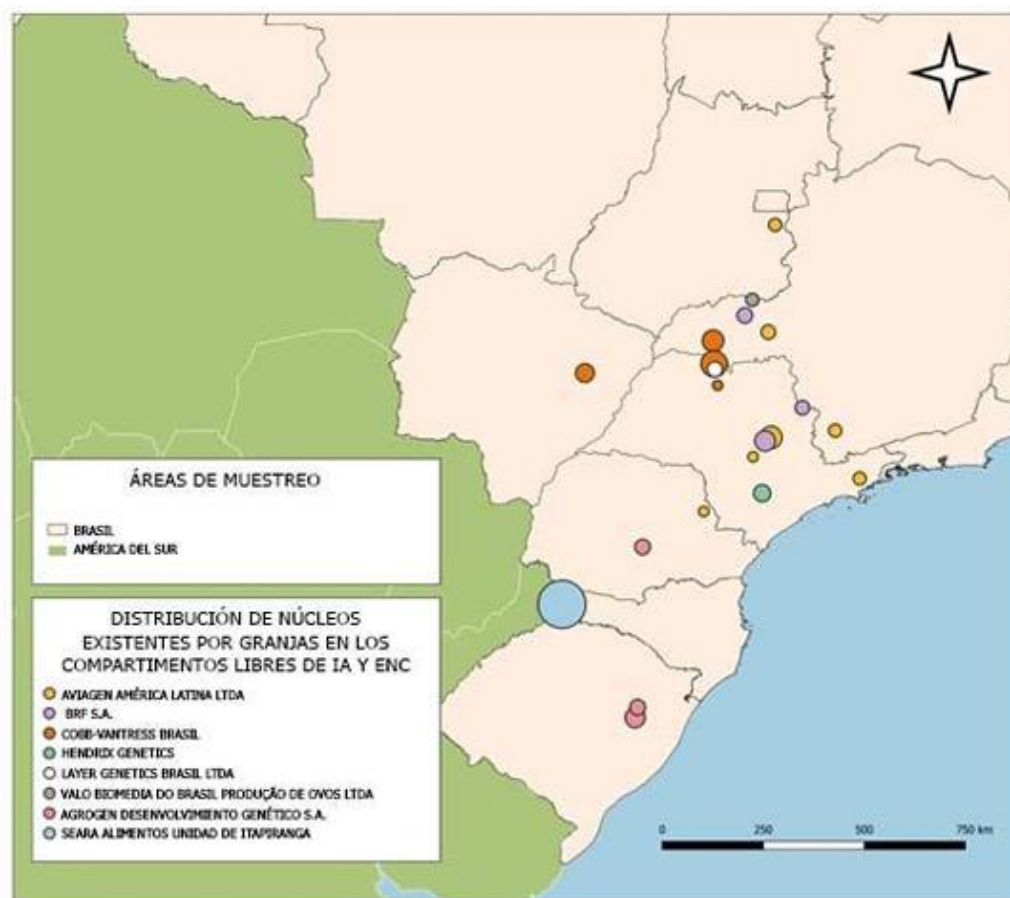 ÁREAS DE MUESTREO
BRASIL
AMÉRICA DEL SUR
DISTRIBUCIÓN DE NÚCLEOS
EXISTENTES POR GRANJAS EN LOS
COMPARTIMENTOS LIBRES DE IA Y ENC
AVIAGEN AMÉRICA LATINA LTDA
BRF S.A.
COBB-VANTRESS BRASIL
HENDRIX GENETICS
LAYER GENETICS BRASIL LTDA
VALO BIOMEDIA DO BRASIL PRODUÇÃO DE OVOS LTDA
AGROGEN DESENVOLVIMIENTO GENÉTICO S.A.
SEARA ALIMENTOS UNIDAD DE ITAPIRANGA
0 250 500 750 km